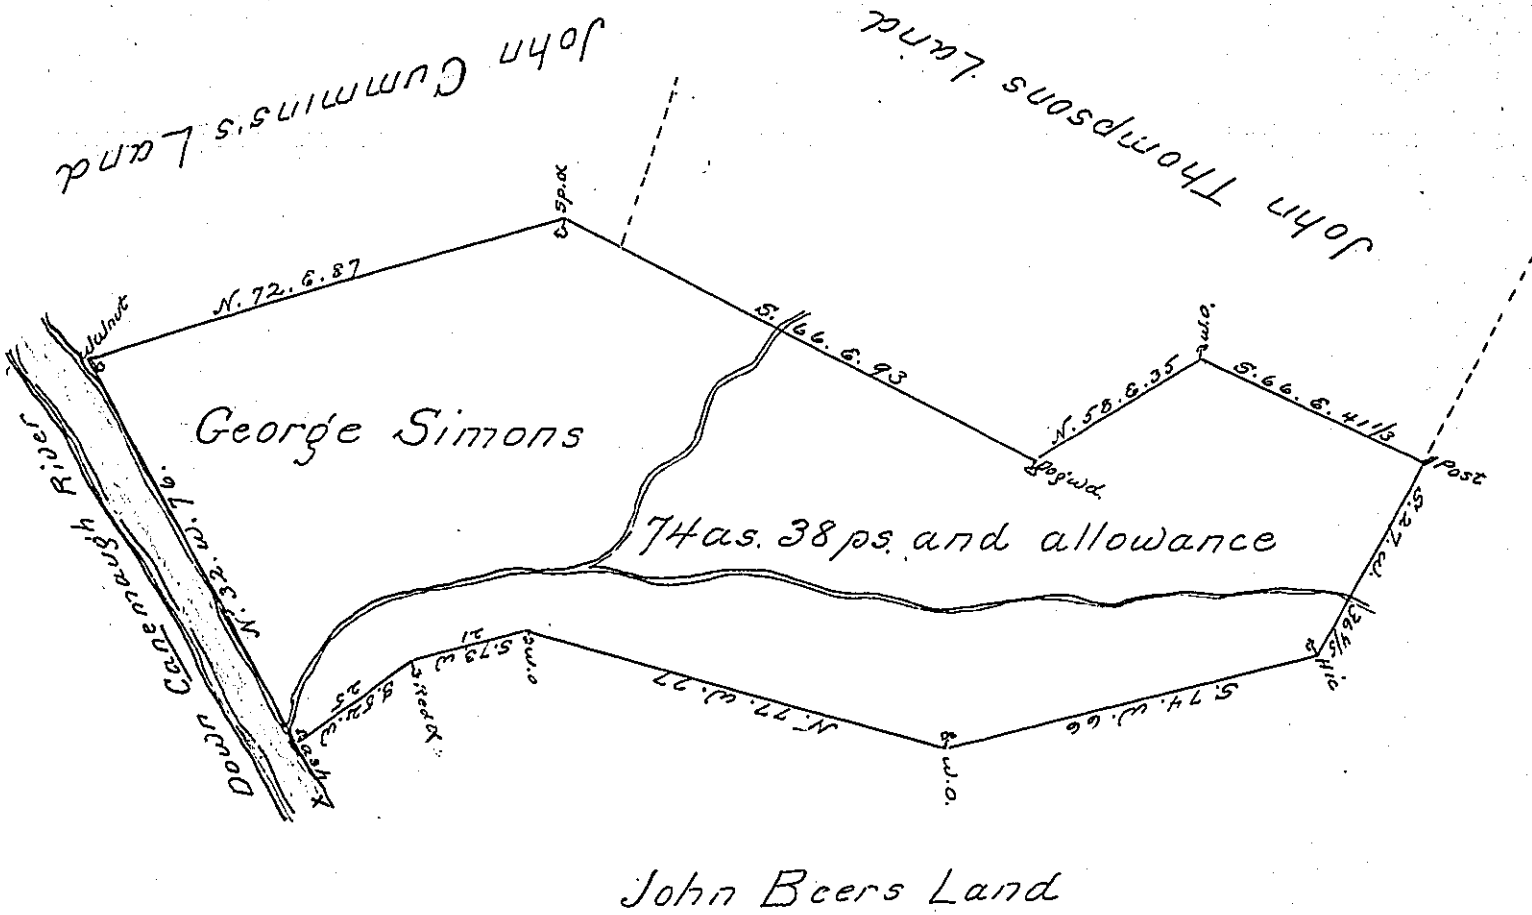 John Cummins's Land
John Thompsons Land
Sp.α
N. 72. E. 87
Walnut
S. 66. E. 93
w.o.
N. 58. E. 35
S. 66. E. 41 1/3
Post
Dogwd.
George Simons
74 as. 38 ps. and allowance
S. 27. W. 36 4/5
Hic
S. 74. W. 66
w.o.
N. 77. W. 77
w.o
S. 73 W
21
Red α
S. 52. W
25
ash
X
N. 32. W. 76.
Down Canemaugh River
John Beers Land